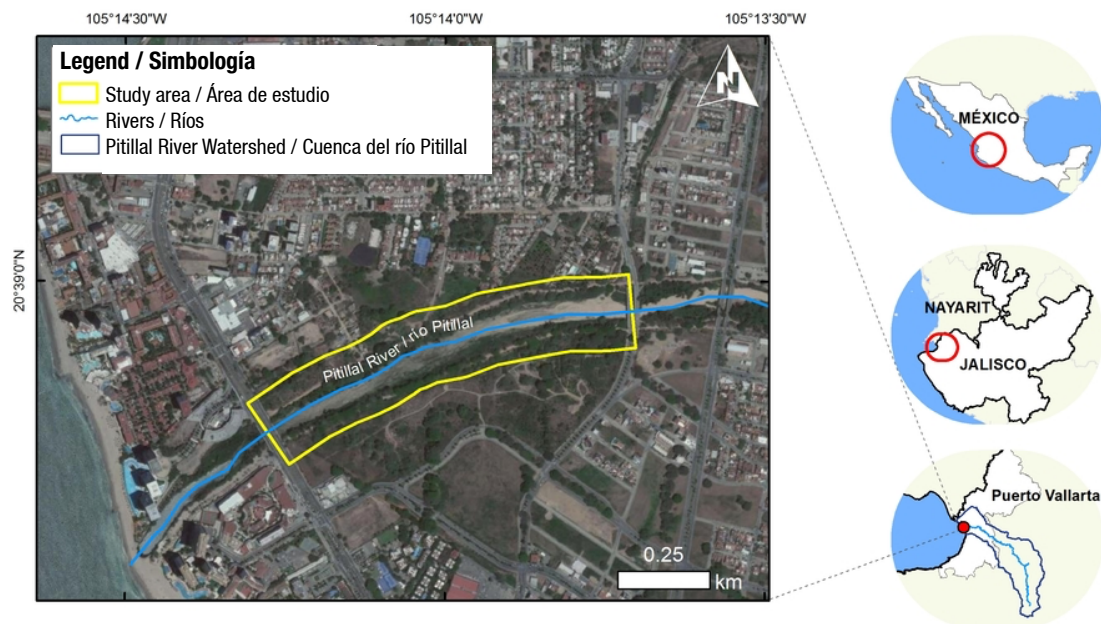 105°14'30"W
105°14'0"W
105°13'30"W
Legend / Simbología
Study area / Área de estudio
Rivers / Ríos
Pitillal River Watershed / Cuenca del río Pitillal
N
20°39'0"N
Pitillal River / río Pitillal
0.25
km
MÉXICO
NAYARIT
JALISCO
Puerto Vallarta